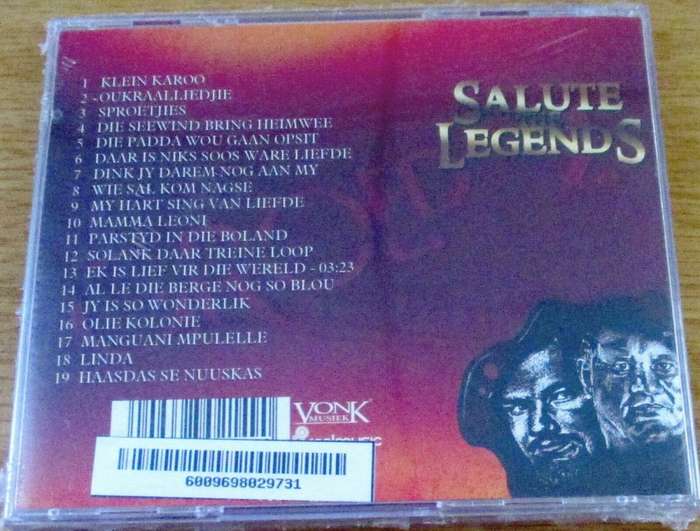 1 KLEIN KAROO
2 -OUKRAALLIEDJIE
3 SPROETJIES
4 DIE SEEWIND BRING HEIMWEE
5 DIE PADDA WOU GAAN OPSIT
6 DAAR IS NIKS SOOS WARE LIEFDE
7 DINK JY DAREM NOG AAN MY
8 WIE SAL KOM NAGSE
9 MY HART SING VAN LIEFDE
10 MAMMA LEONI
11 PARSTYD IN DIE BOLAND
12 SOLANK DAAR TREINE LOOP
13 EK IS LIEF VIR DIE WERELD - 03:23
14 AL LE DIE BERGE NOG SO BLOU
15 JY IS SO WONDERLIK
16 OLIE KOLONIE
17 MANGUANI MPULELLE
18 LINDA
19 HAASDAS SE NUUSKAS
SALUTE
LEGENDS
VONK
MUSIEK
6009698029731